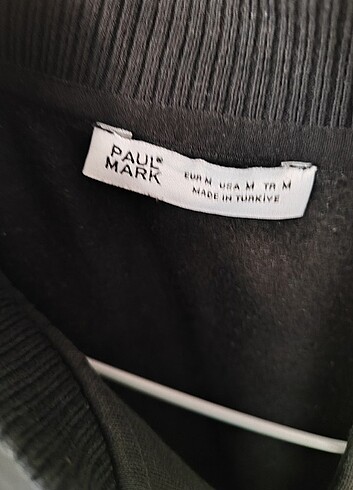 PAUL®
MARK
EUR M USA M TR M
MADE IN TÜRKİYE